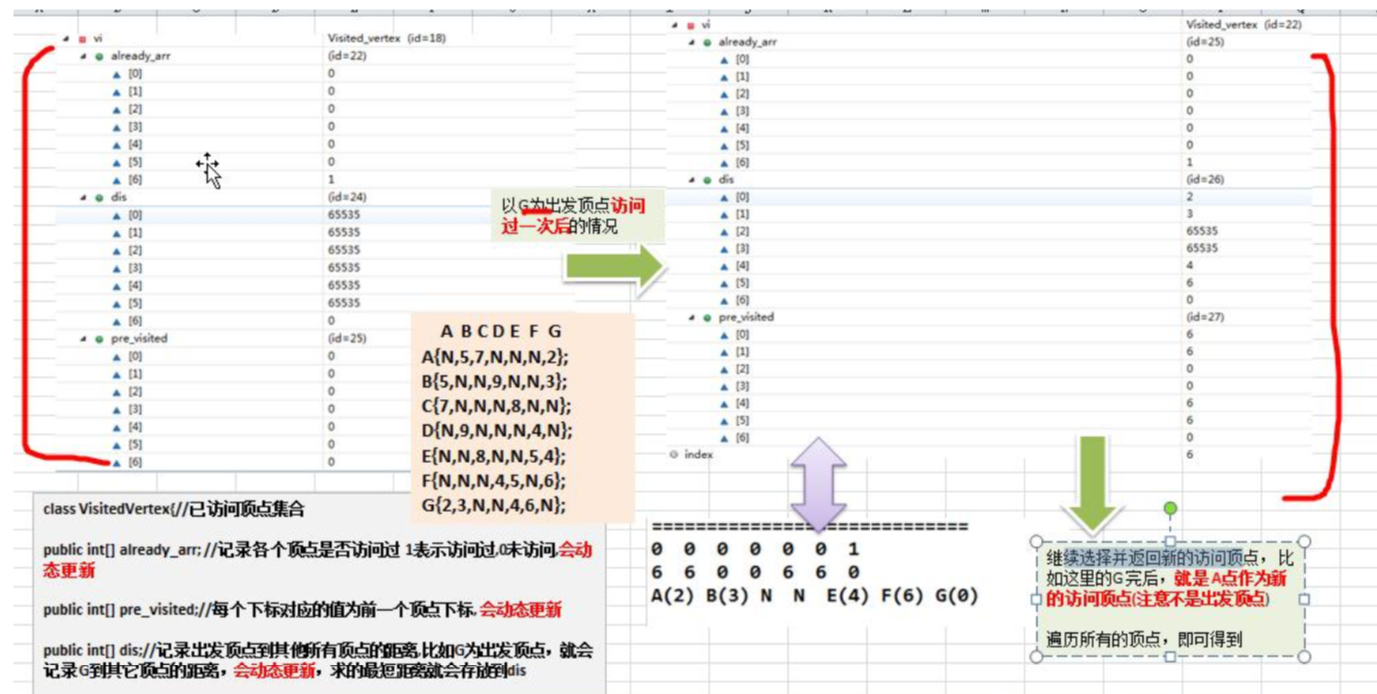 vi Visited_vertex (id=18)
already_arr (id=22)
[0] 0
[1] 0
[2] 0
[3] 0
[4] 0
[5] 0
[6] 1
dis (id=24)
[0] 65535
[1] 65535
[2] 65535
[3] 65535
[4] 65535
[5] 65535
[6] 0
pre_visited (id=25)
[0] 0
[1] 0
[2] 0
[3] 0
[4] 0
[5] 0
[6] 0
以G为出发顶点访问
过一次后的情况
vi Visited_vertex (id=22)
already_arr (id=25)
[0] 0
[1] 0
[2] 0
[3] 0
[4] 0
[5] 0
[6] 1
dis (id=26)
[0] 2
[1] 3
[2] 65535
[3] 65535
[4] 4
[5] 6
[6] 0
pre_visited (id=27)
[0] 6
[1] 6
[2] 0
[3] 0
[4] 6
[5] 6
[6] 0
index 6
A B C D E F G
A{N,5,7,N,N,N,2};
B{5,N,N,9,N,N,3};
C{7,N,N,N,8,N,N};
D{N,9,N,N,N,4,N};
E{N,N,8,N,N,5,4};
F{N,N,N,4,5,N,6};
G{2,3,N,N,4,6,N};
class VisitedVertex{//已访问顶点集合
public int[] already_arr; //记录各个顶点是否访问过 1表示访问过,0未访问,会动
态更新
public int[] pre_visited;//每个下标对应的值为前一个顶点下标, 会动态更新
public int[] dis;//记录出发顶点到其他所有顶点的距离,比如G为出发顶点，就会
记录G到其它顶点的距离，会动态更新，求的最短距离就会存放到dis
=============================
0 0 0 0 0 0 1
6 6 0 0 6 6 0
A(2) B(3) N N E(4) F(6) G(0)
继续选择并返回新的访问顶点，比
如这里的G 完后，就是 A点作为新
的访问顶点(注意不是出发顶点)
遍历所有的顶点，即可得到